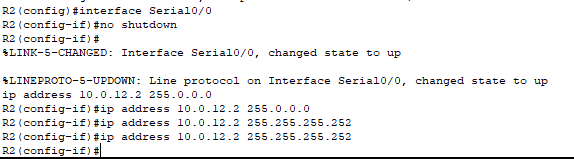 R2(config)#interface Serial0/0
R2(config-if)#no shutdown
R2(config-if)#
%LINK-5-CHANGED: Interface Serial0/0, changed state to up
%LINEPROTO-5-UPDOWN: Line protocol on Interface Serial0/0, changed state to up
ip address 10.0.12.2 255.0.0.0
R2(config-if)#ip address 10.0.12.2 255.0.0.0
R2(config-if)#ip address 10.0.12.2 255.255.255.252
R2(config-if)#ip address 10.0.12.2 255.255.255.252
R2(config-if)#